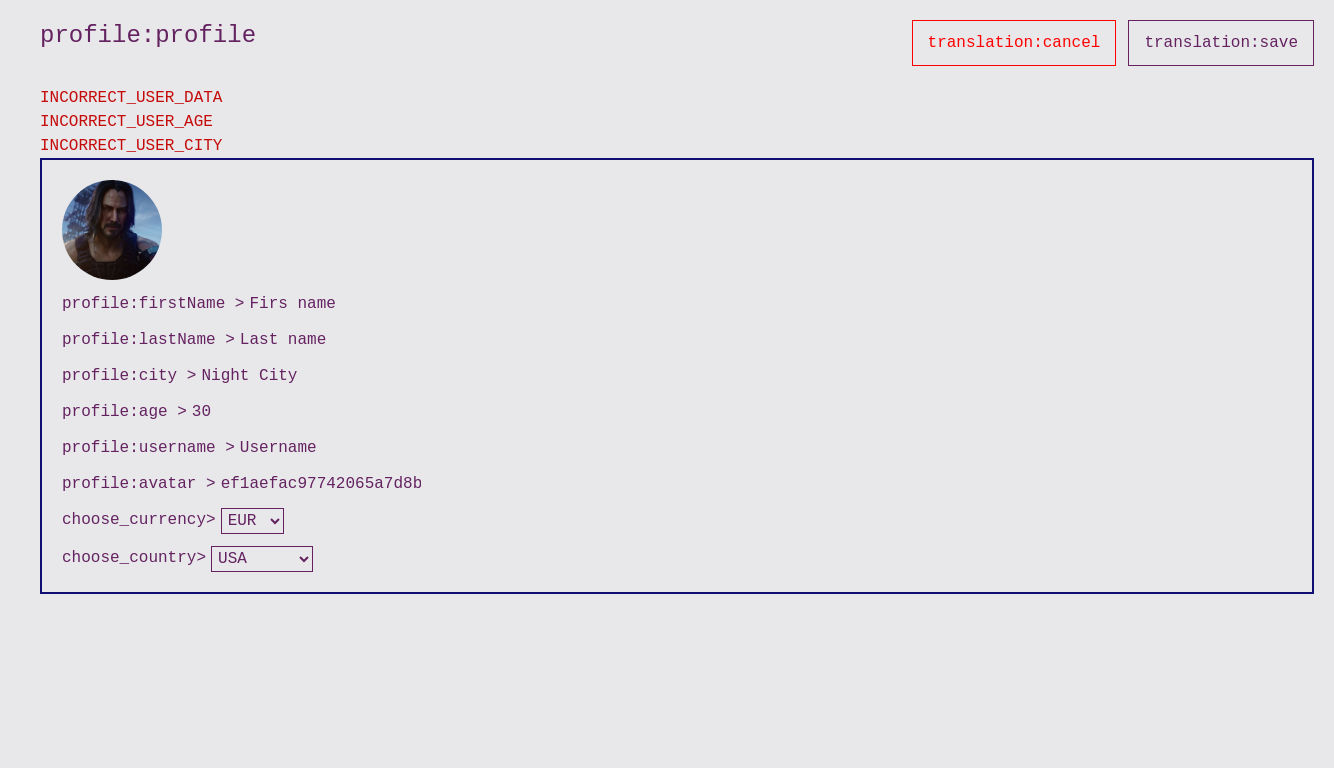 profile:profile
translation:cancel
translation:save
INCORRECT_USER_DATA
INCORRECT_USER_AGE
INCORRECT_USER_CITY
profile:firstName > Firs name
profile:lastName > Last name
profile:city > Night City
profile:age > 30
profile:username > Username
profile:avatar > ef1aefac97742065a7d8b
choose_currency> EUR
choose_country> USA